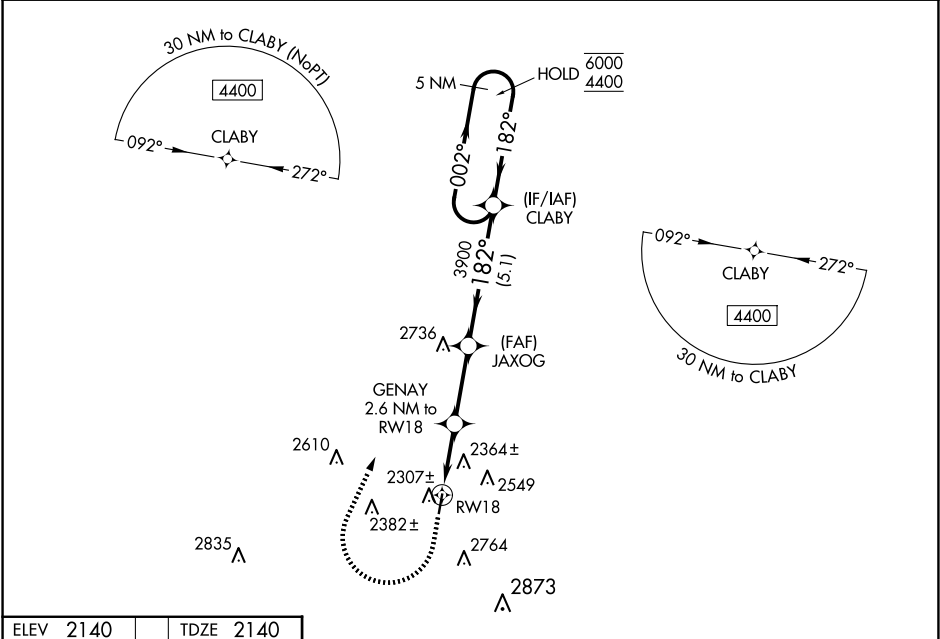 30 NM to CLABY (NoPT)
4400
CLABY
092°
272°
5 NM
HOLD
6000
4400
002°
182°
(IF/IAF)
CLABY
3900
182°
(5.1)
092°
272°
CLABY
4400
30 NM to CLABY
2736
(FAF)
JAXOG
GENAY
2.6 NM to
RW18
2610
2364±
2307±
2549
RW18
2382±
2835
2764
2873
ELEV 2140
TDZE 2140